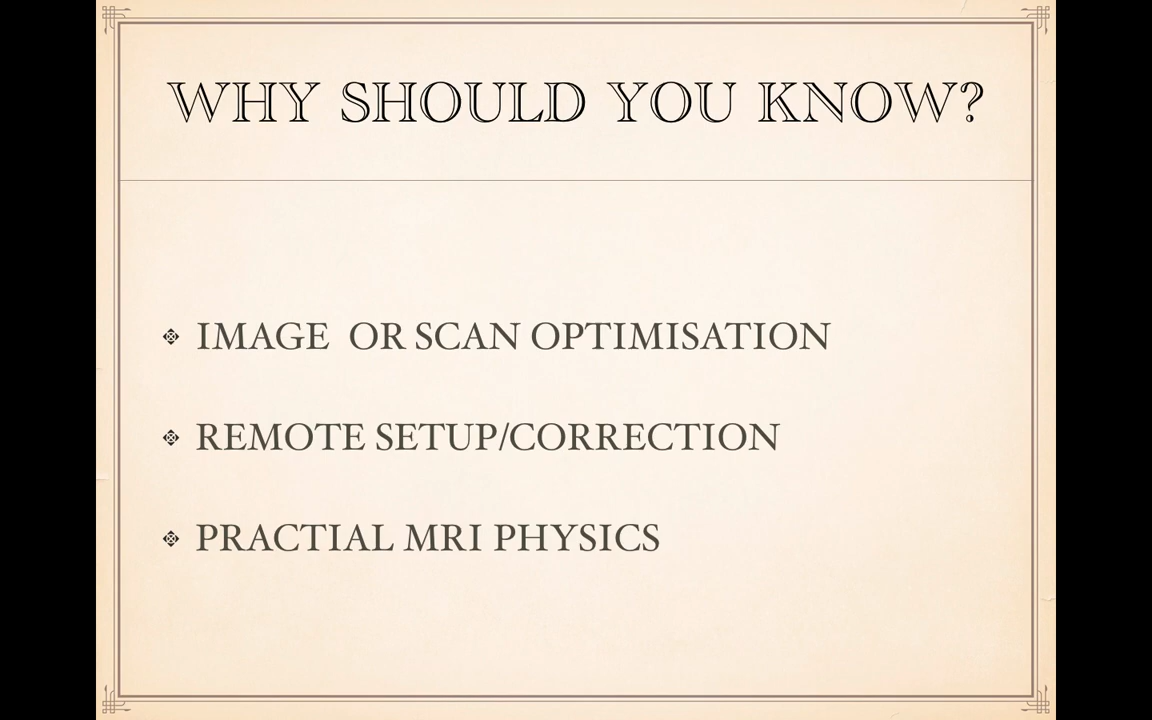 WHY SHOULD YOU KNOW?
IMAGE  OR SCAN OPTIMISATION
REMOTE SETUP/CORRECTION
PRACTIAL MRI PHYSICS